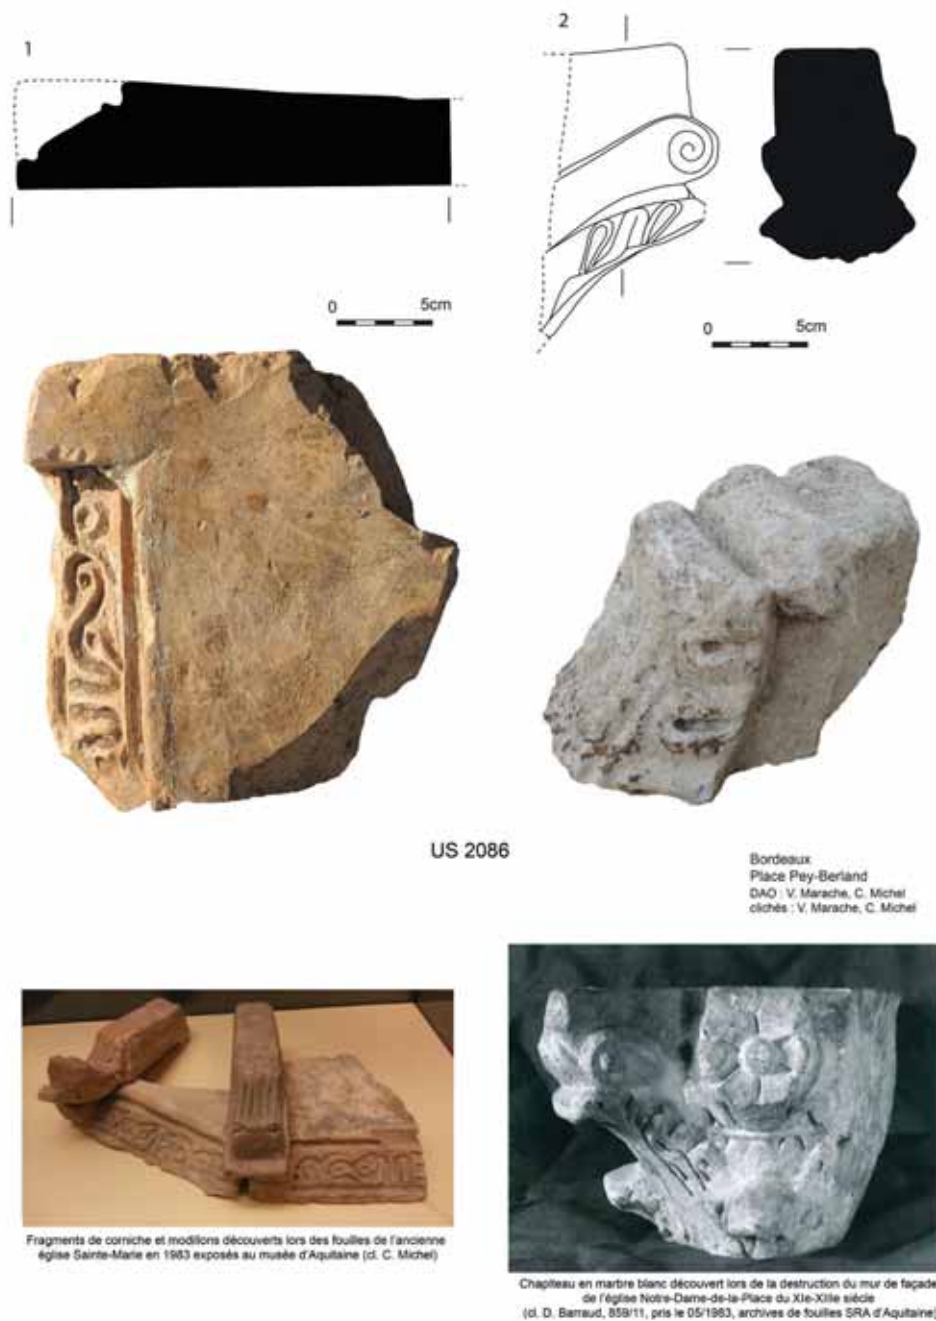 1
2
0 5cm
0 5cm
US 2086
Bordeaux
Place Pey-Berland
DAO : V. Marache, C. Michel
clichés : V. Marache, C. Michel
Fragments de corniche et modillons découverts lors des fouilles de l'ancienne
église Sainte-Marie en 1983 exposés au musée d'Aquitaine (cl. C. Michel)
Chapiteau en marbre blanc découvert lors de la destruction du mur de façade
de l'église Notre-Dame-de-la-Place du XIe-XIIIe siècle
(cl. D. Barraud, 859/11, pris le 05/1983, archives de fouilles SRA d'Aquitaine)